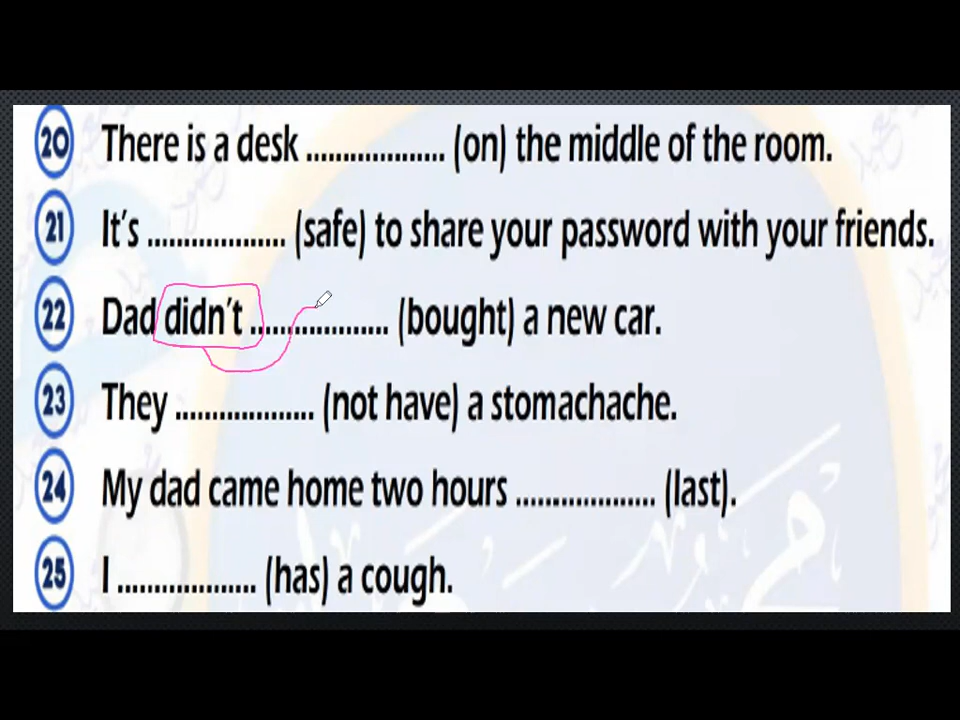 20 There is a desk ................... (on) the middle of the room.
21 It's ................... (safe) to share your password with your friends.
22 Dad didn't ................... (bought) a new car.
23 They ................... (not have) a stomachache.
24 My dad came home two hours ................... (last).
25 I ................... (has) a cough.